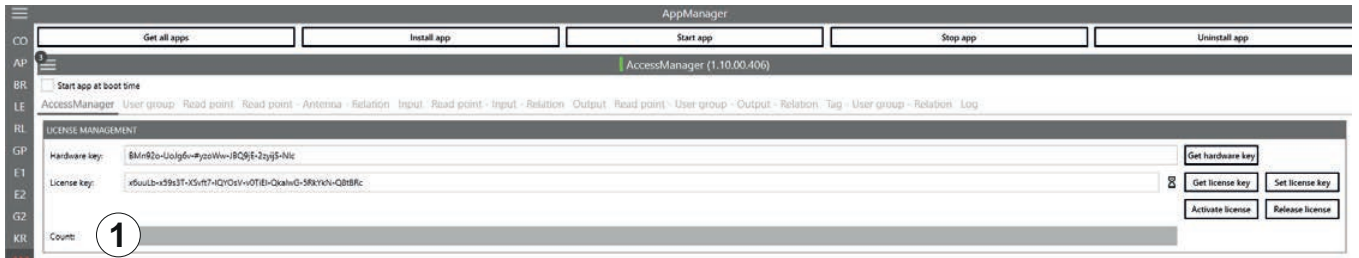 AppManager
CO
Get all apps Install app Start app Stop app Uninstall app
AP
3
AccessManager (1.10.00.406)
BR
Start app at boot time
LE
AccessManager User group Read point Read point - Antenna - Relation Input Read point - Input - Relation Output Read point - User group - Output - Relation Tag - User group - Relation Log
RL
LICENSE MANAGEMENT
GP
Hardware key: Get hardware key
E1
License key: Get license key Set license key
E2
G2
Activate license Release license
KR
Count:
1